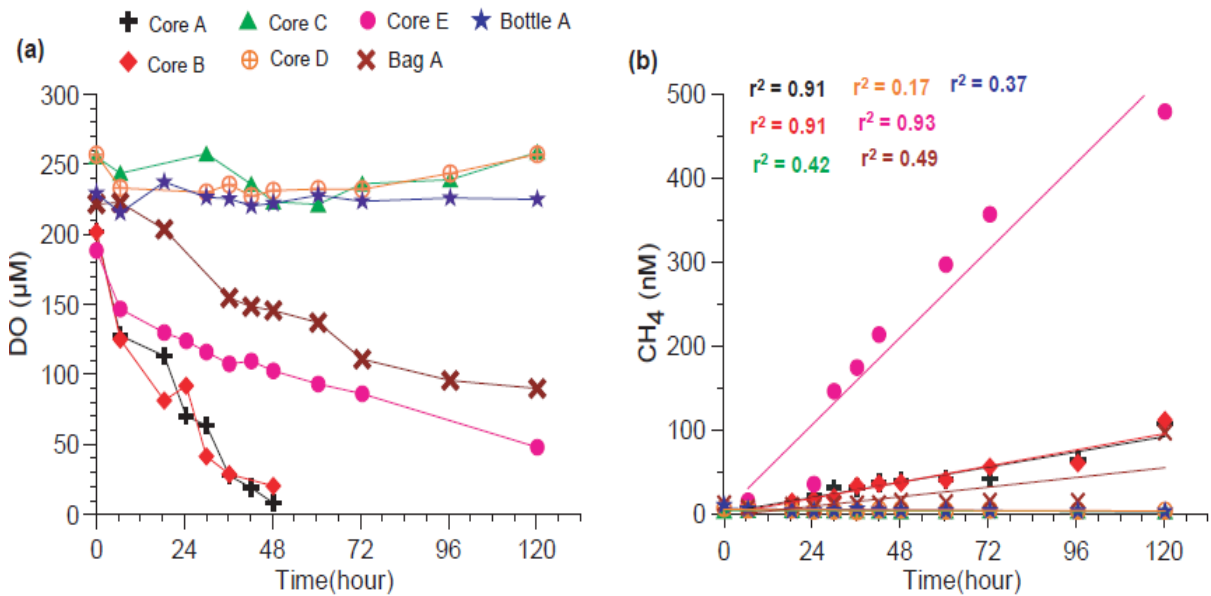 Core A Core C Core E Bottle A
(a)
Core B Core D Bag A
(b)
r² = 0.91 r² = 0.17 r² = 0.37
r² = 0.91 r² = 0.93
r² = 0.42 r² = 0.49
300
250
200
150
100
50
0
DO (µM)
0 24 48 72 96 120
Time(hour)
500
400
300
200
100
0
CH₄ (nM)
0 24 48 72 96 120
Time(hour)